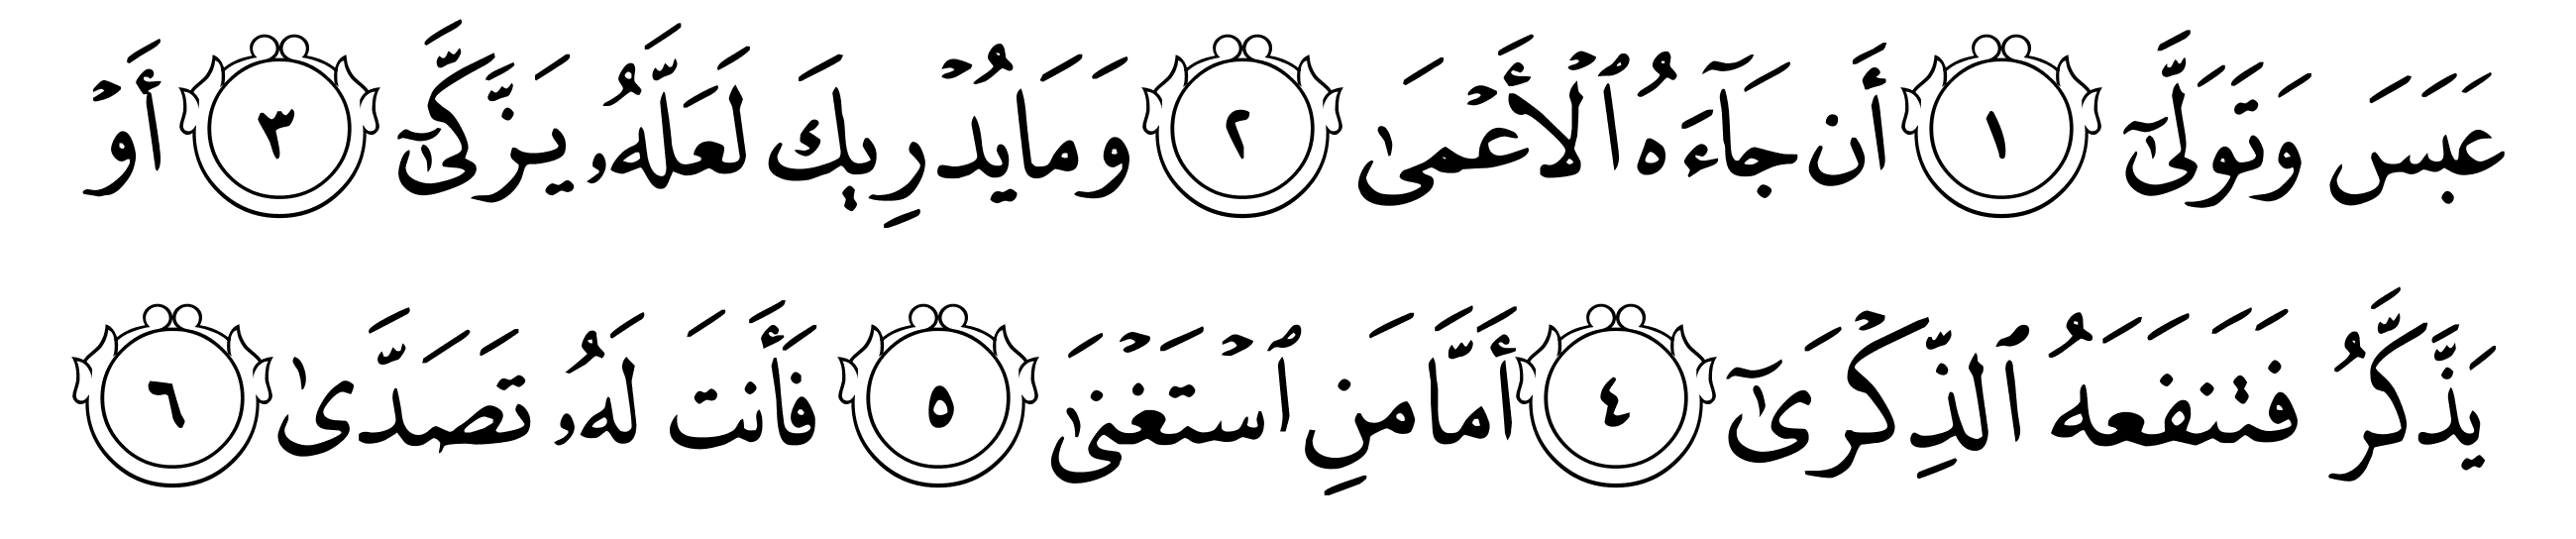 عَبَسَ وَتَوَلَّىٰٓ ١ أَن جَآءَهُ ٱلْأَعْمَىٰ ٢ وَمَا يُدْرِيكَ لَعَلَّهُۥ يَزَّكَّىٰٓ ٣ أَوْ
يَذَّكَّرُ فَتَنفَعَهُ ٱلذِّكْرَىٰٓ ٤ أَمَّا مَنِ ٱسْتَغْنَىٰ ٥ فَأَنتَ لَهُۥ تَصَدَّىٰ ٦